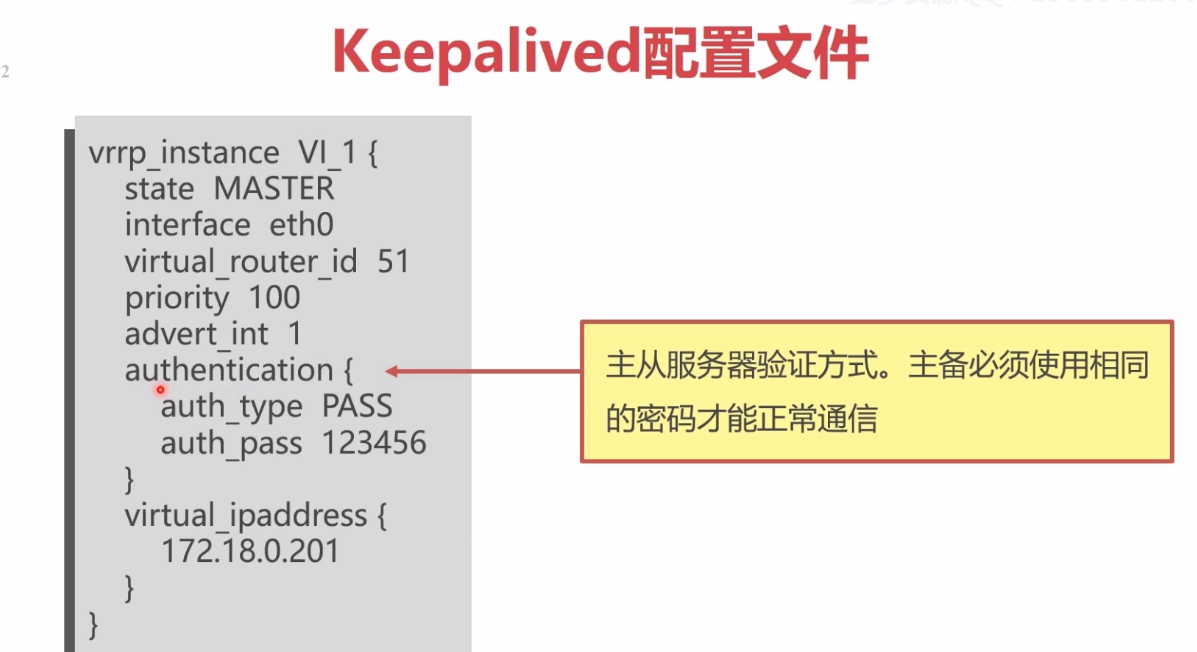 Keepalived配置文件
2
vrrp_instance VI_1 {
state MASTER
interface eth0
virtual_router_id 51
priority 100
advert_int 1
authentication {
auth_type PASS
auth_pass 123456
}
virtual_ipaddress {
172.18.0.201
}
}
主从服务器验证方式。主备必须使用相同
的密码才能正常通信